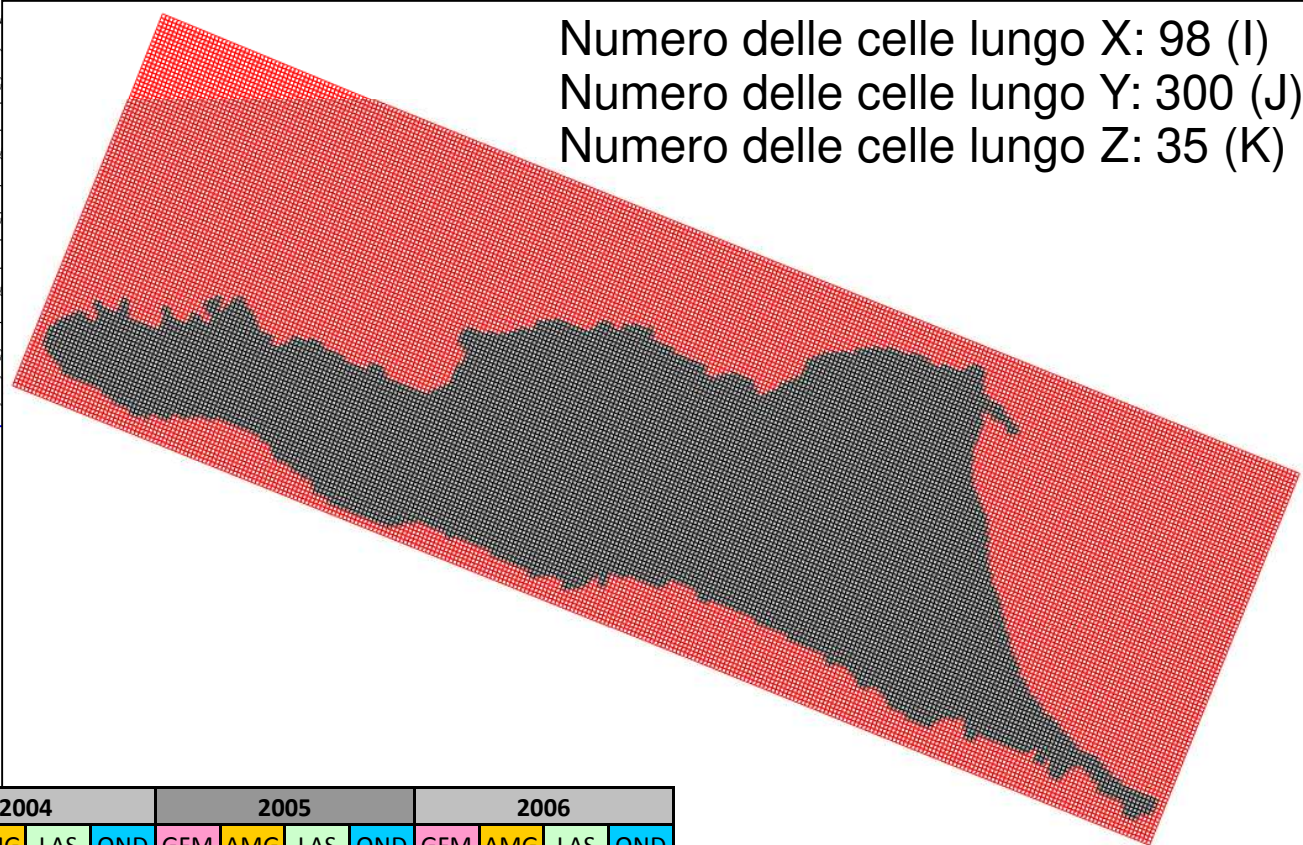 Numero delle celle lungo X: 98 (I)
Numero delle celle lungo Y: 300 (J)
Numero delle celle lungo Z: 35 (K)
2004 2005 2006
LAS OND GFM AMG LAS OND GFM AMG LAS OND